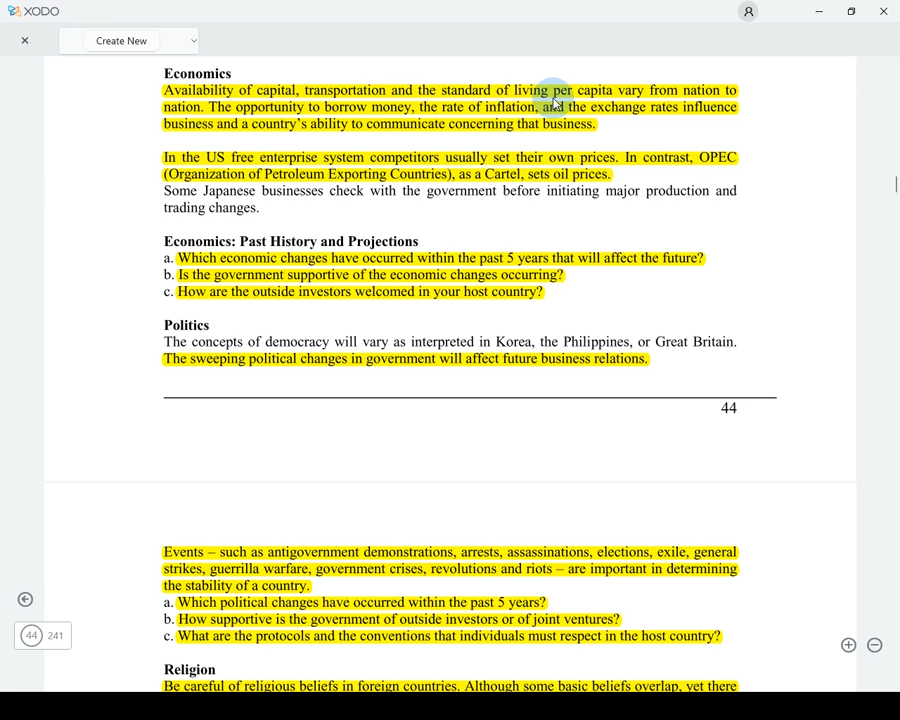 XODO
Create New
Economics
Availability of capital, transportation and the standard of living per capita vary from nation to
nation. The opportunity to borrow money, the rate of inflation, and the exchange rates influence
business and a country's ability to communicate concerning that business.
In the US free enterprise system competitors usually set their own prices. In contrast, OPEC
(Organization of Petroleum Exporting Countries), as a Cartel, sets oil prices.
Some Japanese businesses check with the government before initiating major production and
trading changes.
Economics: Past History and Projections
a. Which economic changes have occurred within the past 5 years that will affect the future?
b. Is the government supportive of the economic changes occurring?
c. How are the outside investors welcomed in your host country?
Politics
The concepts of democracy will vary as interpreted in Korea, the Philippines, or Great Britain.
The sweeping political changes in government will affect future business relations.
44
Events – such as antigovernment demonstrations, arrests, assassinations, elections, exile, general
strikes, guerrilla warfare, government crises, revolutions and riots – are important in determining
the stability of a country.
a. Which political changes have occurred within the past 5 years?
b. How supportive is the government of outside investors or of joint ventures?
c. What are the protocols and the conventions that individuals must respect in the host country?
44 241
Religion
Be careful of religious beliefs in foreign countries. Although some basic beliefs overlap, yet there